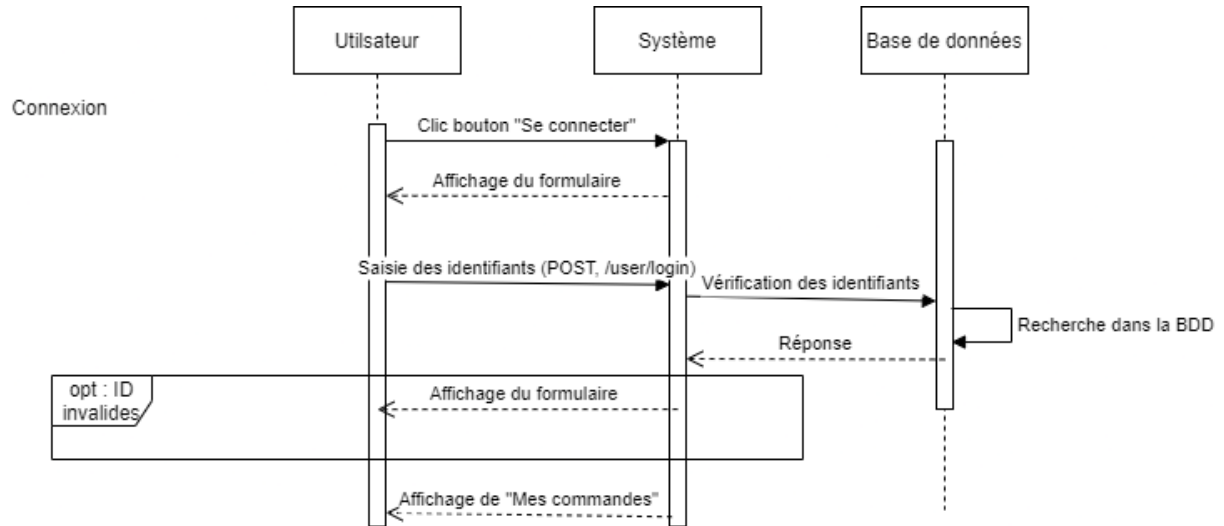 Utilsateur
Système
Base de données
Connexion
Clic bouton "Se connecter"
Affichage du formulaire
Saisie des identifiants (POST, /user/login)
Vérification des identifiants
Recherche dans la BDD
Réponse
opt : ID
invalides
Affichage du formulaire
Affichage de "Mes commandes"